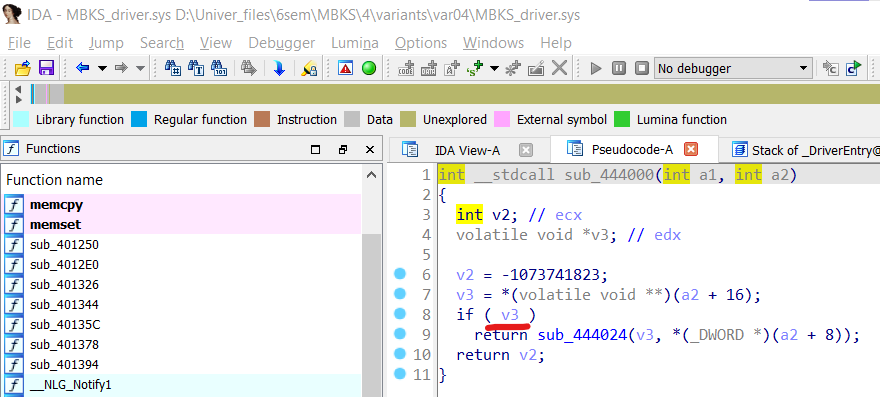 IDA - MBKS_driver.sys D:\Univer_files\6sem\MBKS\4\variants\var04\MBKS_driver.sys
File Edit Jump Search View Debugger Lumina Options Windows Help
No debugger
Library function Regular function Instruction Data Unexplored External symbol Lumina function
Functions
IDA View-A Pseudocode-A Stack of _DriverEntry@
Function name
memcpy
memset
sub_401250
sub_4012E0
sub_401326
sub_401344
sub_40135C
sub_401378
sub_401394
__NLG_Notify1
1 int __stdcall sub_444000(int a1, int a2)
2 {
3 int v2; // ecx
4 volatile void *v3; // edx
5
6 v2 = -1073741823;
7 v3 = *(volatile void **)(a2 + 16);
8 if ( v3 )
9 return sub_444024(v3, *(_DWORD *)(a2 + 8));
10 return v2;
11 }